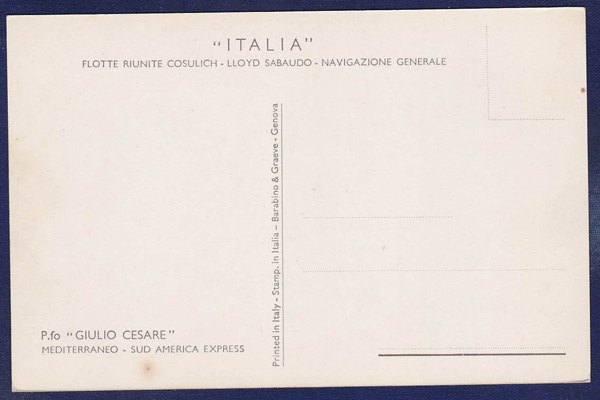 "ITALIA"
FLOTTE RIUNITE COSULICH - LLOYD SABAUDO - NAVIGAZIONE GENERALE
Printed in Italy - Stamp. in Italia - Barabino & Graeve - Genova
P.fo "GIULIO CESARE"
MEDITERRANEO - SUD AMERICA EXPRESS